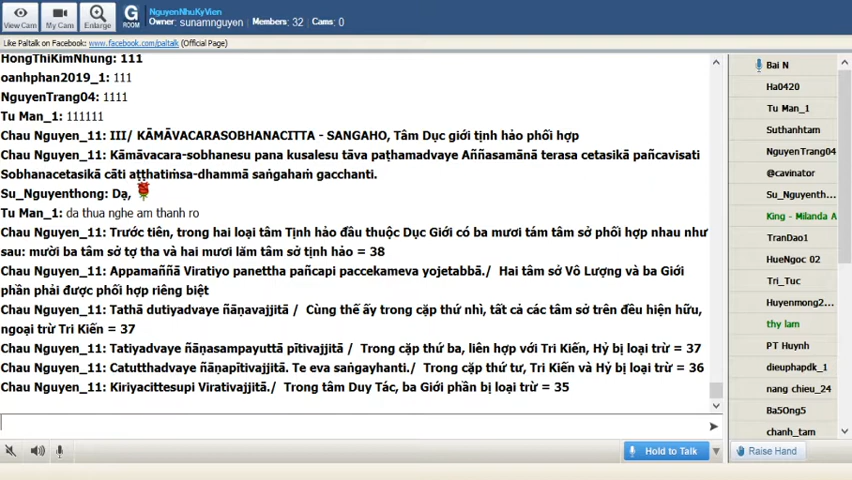 View Cam
My Cam
Enlarge
G
ROOM
NguyenNhuKyVien
Owner: sunamnguyen Members: 32 Cams: 0
Like Paltalk on Facebook: www.facebook.com/paltalk (Official Page)
HongThiKimNhung: 111
oanhphan2019_1: 111
NguyenTrang04: 1111
Tu Man_1: 111111
Chau Nguyen_11: III/ KĀMĀVACARASOBHANACITTA - SANGAHO, Tâm Dục giới tịnh hảo phối hợp
Chau Nguyen_11: Kāmāvacara-sobhanesu pana kusalesu tāva paṭhamadvaye Aññasamānā terasa cetasikā pañcavisati
Sobhanacetasikā cāti aṭṭhatiṁsa-dhammā saṅgahaṁ gacchanti.
Su_Nguyenthong: Dạ,
Tu Man_1: da thua nghe am thanh ro
Chau Nguyen_11: Trước tiên, trong hai loại tâm Tịnh hảo đầu thuộc Dục Giới có ba mươi tám tâm sở phối hợp nhau như
sau: mười ba tâm sở tợ tha và hai mươi lăm tâm sở tịnh hảo = 38
Chau Nguyen_11: Appamaññā Viratiyo panettha pañcapi paccekameva yojetabbā./ Hai tâm sở Vô Lượng và ba Giới
phần phải được phối hợp riêng biệt
Chau Nguyen_11: Tathā dutiyadvaye ñāṇavajjitā / Cùng thế ấy trong cặp thứ nhì, tất cả các tâm sở trên đều hiện hữu,
ngoại trừ Tri Kiến = 37
Chau Nguyen_11: Tatiyadvaye ñāṇasampayuttā pītivajjitā / Trong cặp thứ ba, liên hợp với Tri Kiến, Hỷ bị loại trừ = 37
Chau Nguyen_11: Catutthadvaye ñāṇapītivajjitā. Te eva saṅgayhanti./ Trong cặp thứ tư, Tri Kiến và Hỷ bị loại trừ = 36
Chau Nguyen_11: Kiriyacittesupi Virativajjitā./ Trong tâm Duy Tác, ba Giới phần bị loại trừ = 35
Hold to Talk
Bai N
Ha0420
Tu Man_1
Suthanhtam
NguyenTrang04
@cavinator
Su_Nguyentho...
King - Milanda A
TranDao1
HueNgoc 02
Tri_Tuc
Huyenmong2...
thy lam
PT Huynh
dieuphapdk_1
nang chieu_24
Ba5Ong5
chanh_tam
Raise Hand